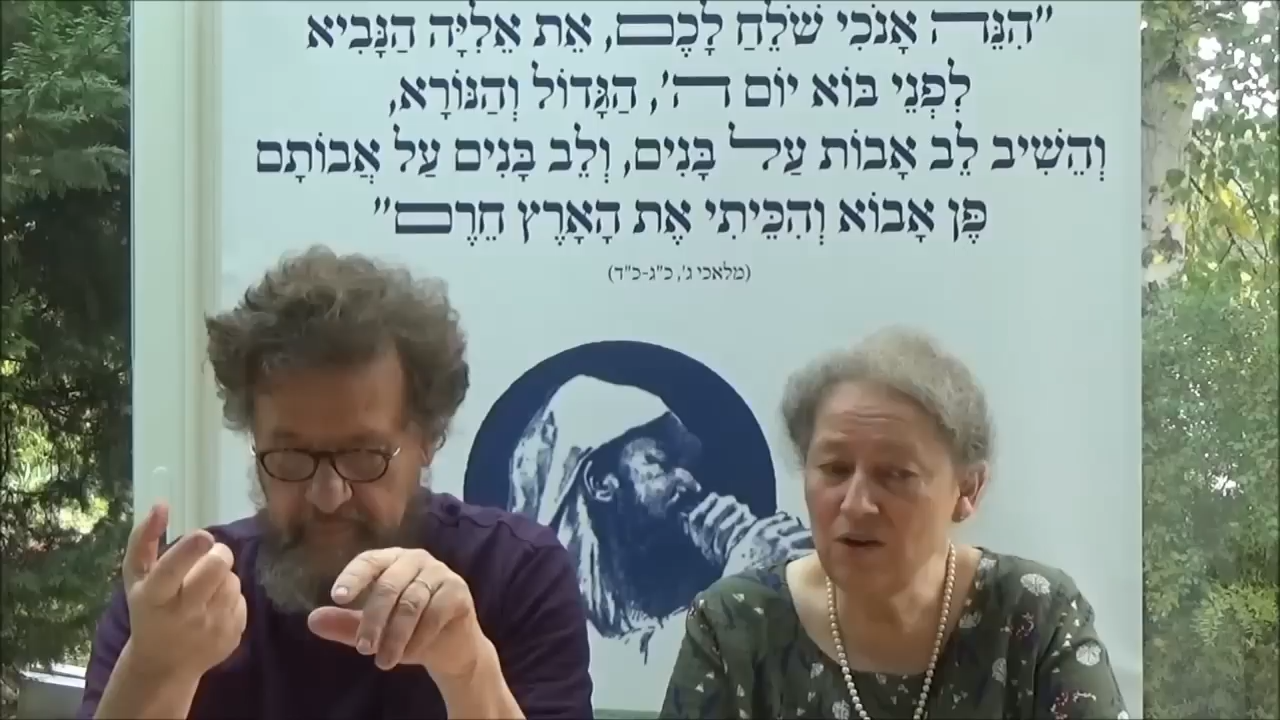 "הִנֵּה אָנֹכִי שֹׁלֵחַ לָכֶם, אֵת אֵלִיָּה הַנָּבִיא
לִפְנֵי בּוֹא יוֹם ה', הַגָּדוֹל וְהַנּוֹרָא,
וְהֵשִׁיב לֵב אָבוֹת עַל בָּנִים, וְלֵב בָּנִים עַל אֲבוֹתָם
פֶּן אָבוֹא וְהִכֵּיתִי אֶת הָאָרֶץ חֵרֶם"
(מלאכי ג', כ"ג-כ"ד)